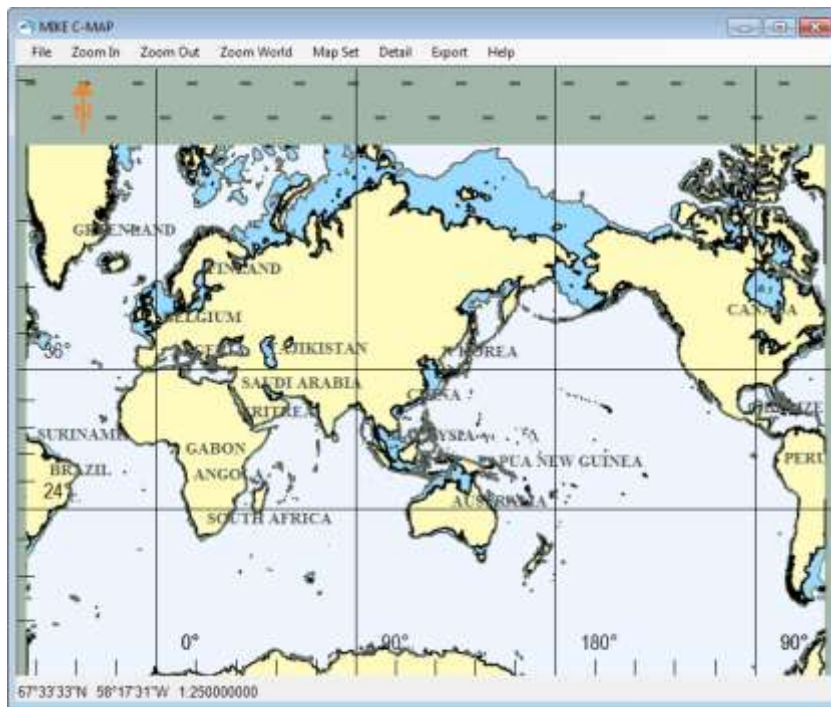 MIKE C-MAP
File Zoom In Zoom Out Zoom World Map Set Detail Export Help
GREENLAND
FINLAND
BELGIUM
CANADA
36°
TAJIKISTAN
KOREA
SAUDI ARABIA
CHINA
ERITREA
SURINAME
GABON
BRAZIL
ANGOLA
PAPUA NEW GUINEA
PERU
24°
AUSTRALIA
SOUTH AFRICA
0° 90° 180° 90°
67°33'33"N 58°17'31"W 1:250000000